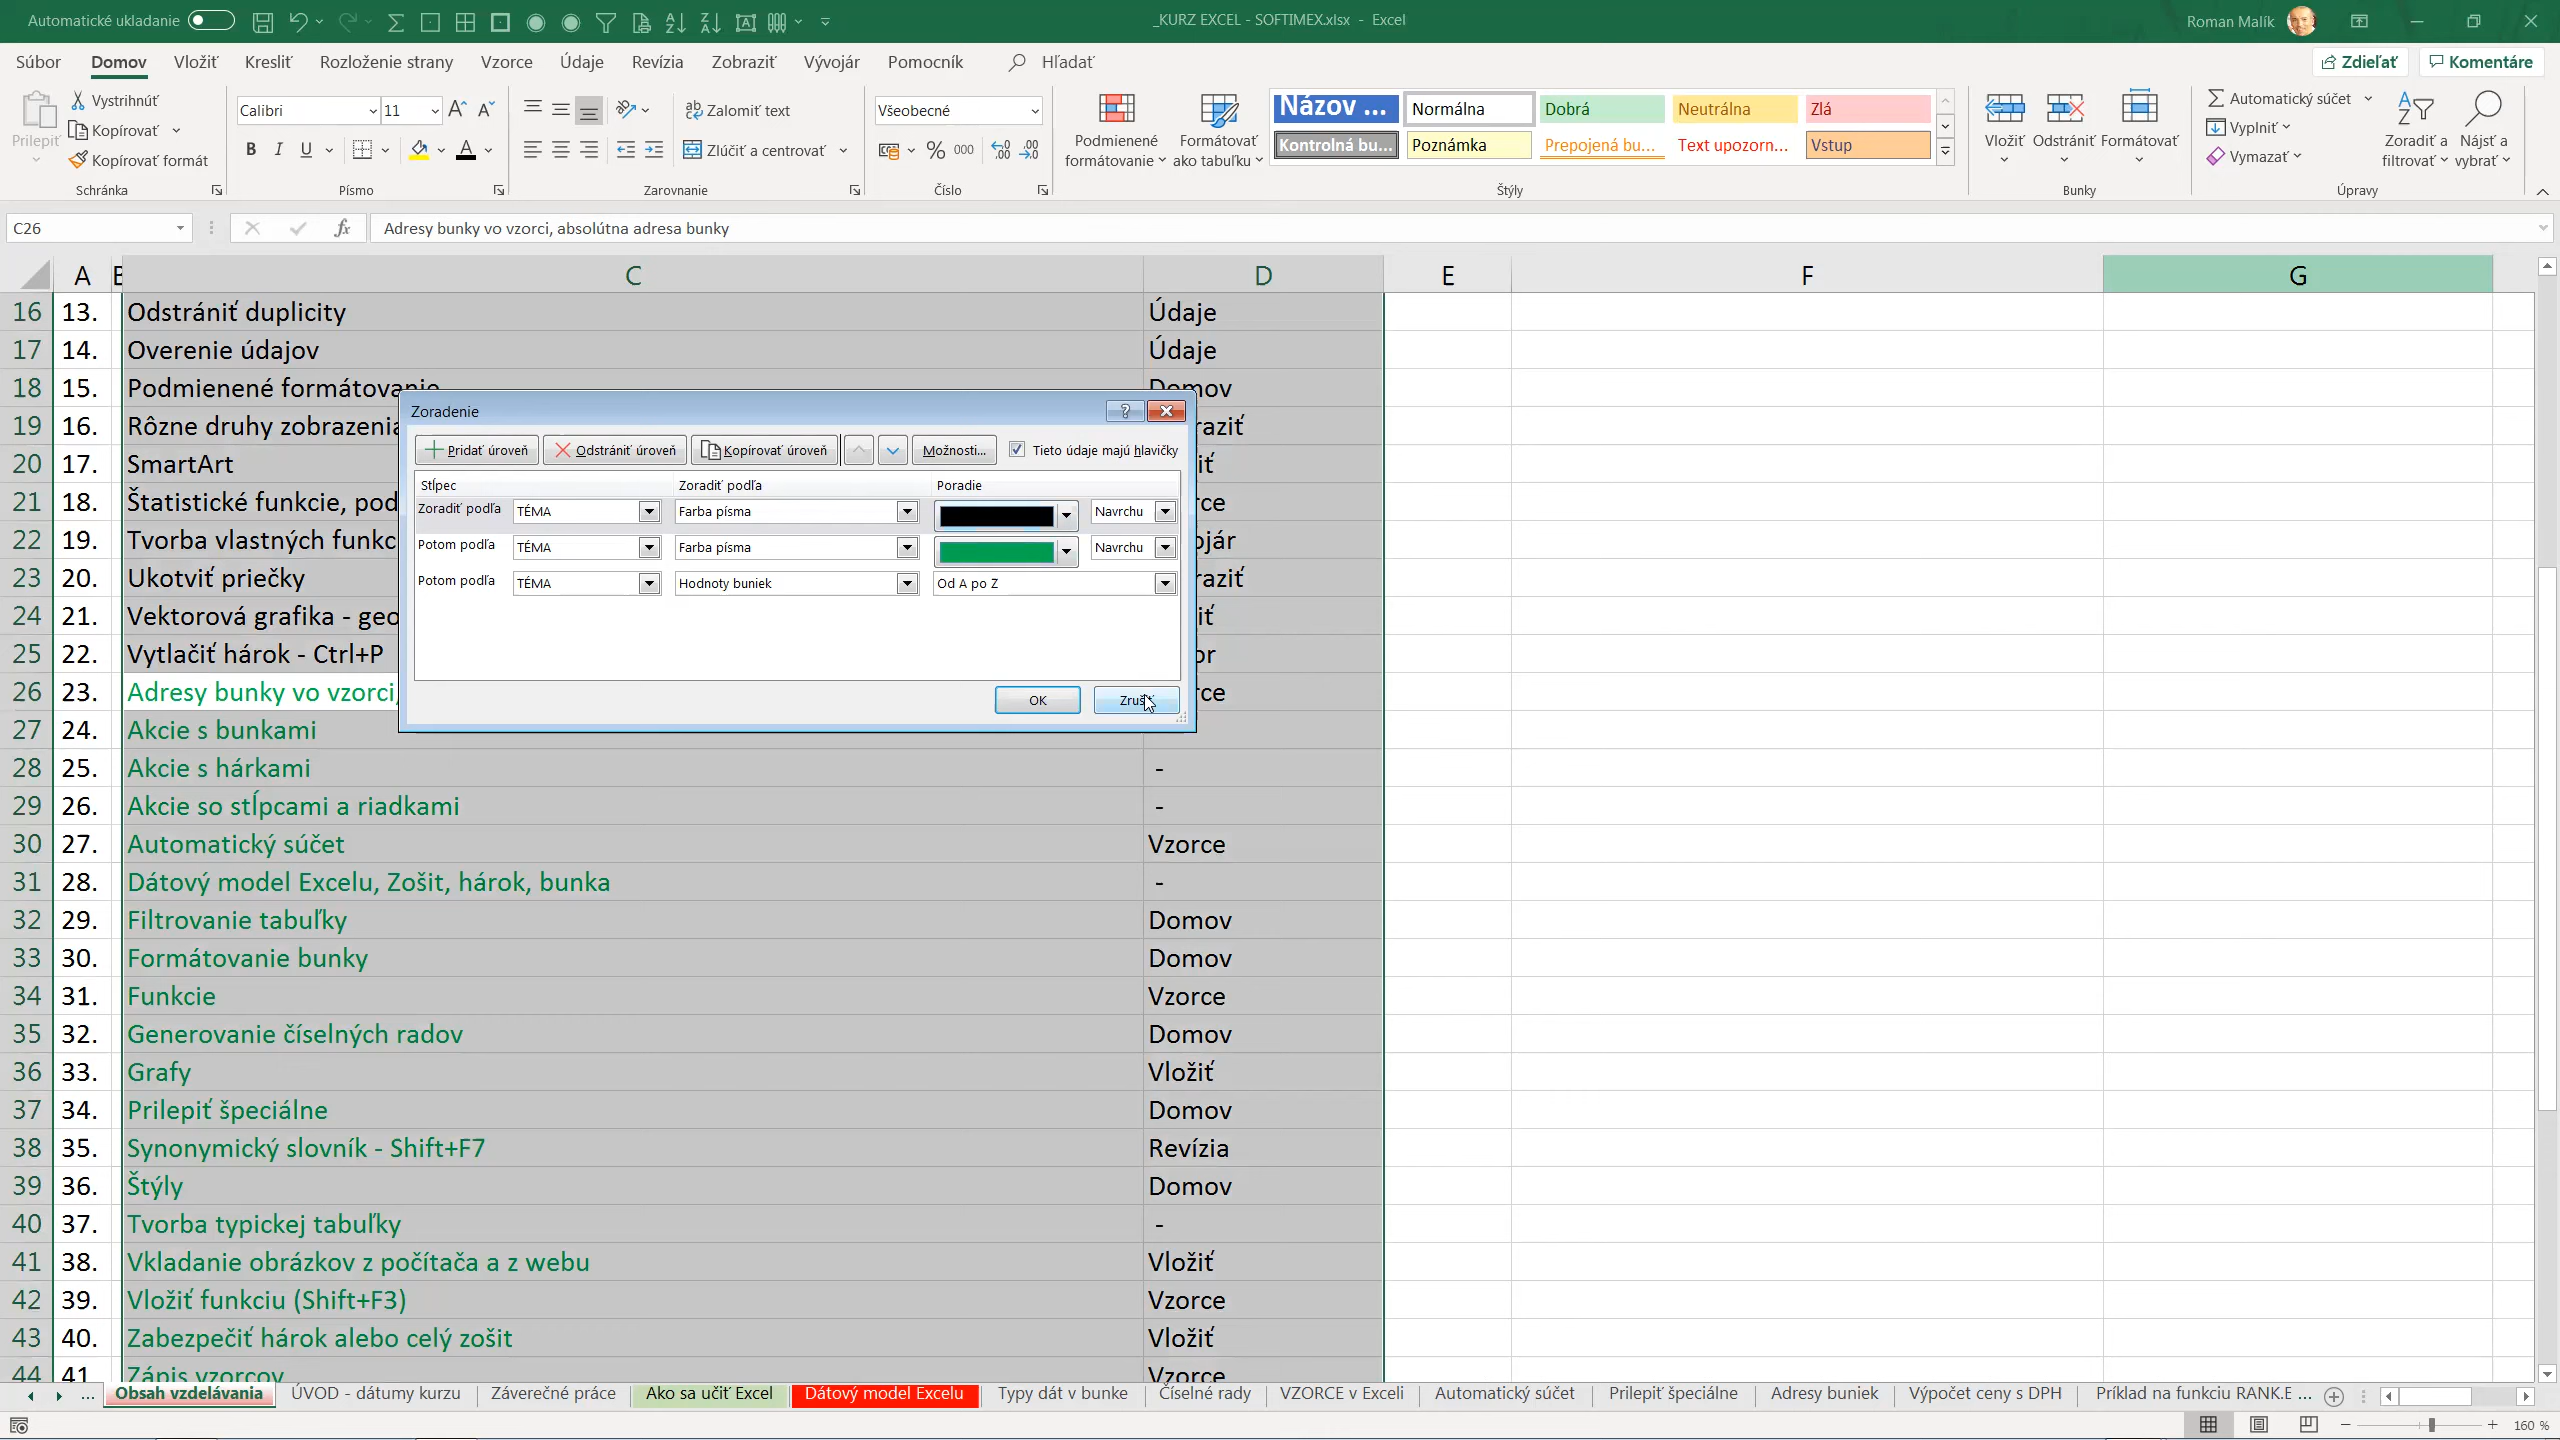 Automatické ukladanie
_KURZ EXCEL - SOFTIMEX.xlsx - Excel
Roman Malík
Súbor Domov Vložiť Kresliť Rozloženie strany Vzorce Údaje Revízia Zobraziť Vývojár Pomocník Hľadať Zdieľať Komentáre
Prilepiť
Vystrihnúť
Kopírovať
Kopírovať formát
Schránka
Calibri 11
B I U A
Písmo
Zalomiť text
Zlúčiť a centrovať
Zarovnanie
Všeobecné
% 000
Číslo
Podmienené formátovanie
Formátovať ako tabuľku
Názov ... Normálna Dobrá Neutrálna Zlá
Kontrolná bu... Poznámka Prepojená bu... Text upozorn... Vstup
Štýly
Vložiť Odstrániť Formátovať
Bunky
Automatický súčet
Vyplniť
Vymazať
Zoradiť a filtrovať
Nájsť a vybrať
Úpravy
C26 fx Adresy bunky vo vzorci, absolútna adresa bunky
A B C D E F G
16 13. Odstrániť duplicity Údaje
17 14. Overenie údajov Údaje
18 15. Podmienené formátovanie Domov
19 16. Rôzne druhy zobrazenia raziť
20 17. SmartArt iť
21 18. Štatistické funkcie, pod rce
22 19. Tvorba vlastných funkc ojár
23 20. Ukotviť priečky raziť
24 21. Vektorová grafika - geo iť
25 22. Vytlačiť hárok - Ctrl+P or
26 23. Adresy bunky vo vzorci, rce
27 24. Akcie s bunkami
28 25. Akcie s hárkami -
29 26. Akcie so stĺpcami a riadkami -
30 27. Automatický súčet Vzorce
31 28. Dátový model Excelu, Zošit, hárok, bunka -
32 29. Filtrovanie tabuľky Domov
33 30. Formátovanie bunky Domov
34 31. Funkcie Vzorce
35 32. Generovanie číselných radov Domov
36 33. Grafy Vložiť
37 34. Prilepiť špeciálne Domov
38 35. Synonymický slovník - Shift+F7 Revízia
39 36. Štýly Domov
40 37. Tvorba typickej tabuľky -
41 38. Vkladanie obrázkov z počítača a z webu Vložiť
42 39. Vložiť funkciu (Shift+F3) Vzorce
43 40. Zabezpečiť hárok alebo celý zošit Vložiť
44 41. Zápis vzorcov Vzorce
Zoradenie
Pridať úroveň Odstrániť úroveň Kopírovať úroveň Možnosti... Tieto údaje majú hlavičky
Stĺpec Zoradiť podľa Poradie
Zoradiť podľa TÉMA Farba písma Navrchu
Potom podľa TÉMA Farba písma Navrchu
Potom podľa TÉMA Hodnoty buniek Od A po Z
OK Zrušiť
... Obsah vzdelávania ÚVOD - dátumy kurzu Záverečné práce Ako sa učiť Excel Dátový model Excelu Typy dát v bunke Číselné rady VZORCE v Exceli Automatický súčet Prilepiť špeciálne Adresy buniek Výpočet ceny s DPH Príklad na funkciu RANK.E ...
160 %